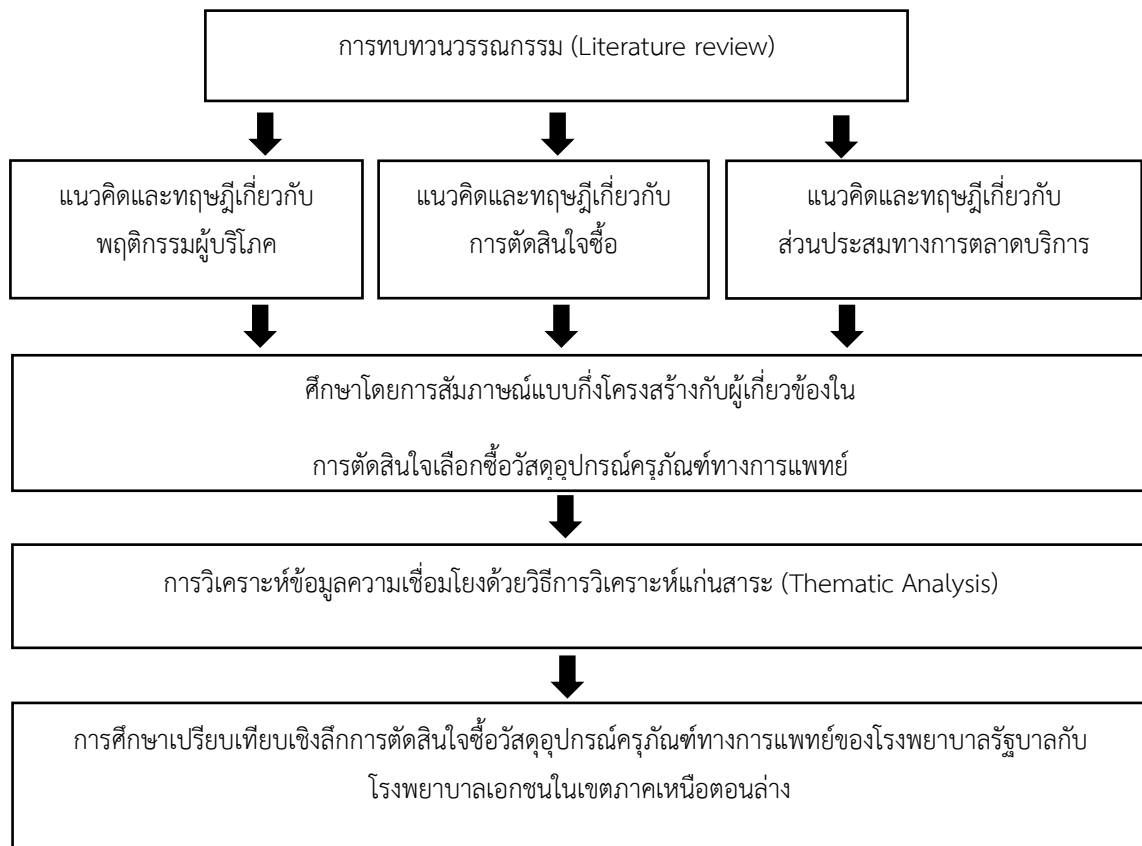 การทบทวนวรรณกรรม (Literature review)
แนวคิดและทฤษฎีเกี่ยวกับ
พฤติกรรมผู้บริโภค
แนวคิดและทฤษฎีเกี่ยวกับ
การตัดสินใจซื้อ
แนวคิดและทฤษฎีเกี่ยวกับ
ส่วนประสมทางการตลาดบริการ
ศึกษาโดยการสัมภาษณ์แบบกึ่งโครงสร้างกับผู้เกี่ยวข้องใน
การตัดสินใจเลือกซื้อวัสดุอุปกรณ์ครุภัณฑ์ทางการแพทย์
การวิเคราะห์ข้อมูลความเชื่อมโยงด้วยวิธีการวิเคราะห์แก่นสาระ (Thematic Analysis)
การศึกษาเปรียบเทียบเชิงลึกการตัดสินใจซื้อวัสดุอุปกรณ์ครุภัณฑ์ทางการแพทย์ของโรงพยาบาลรัฐบาลกับ
โรงพยาบาลเอกชนในเขตภาคเหนือตอนล่าง